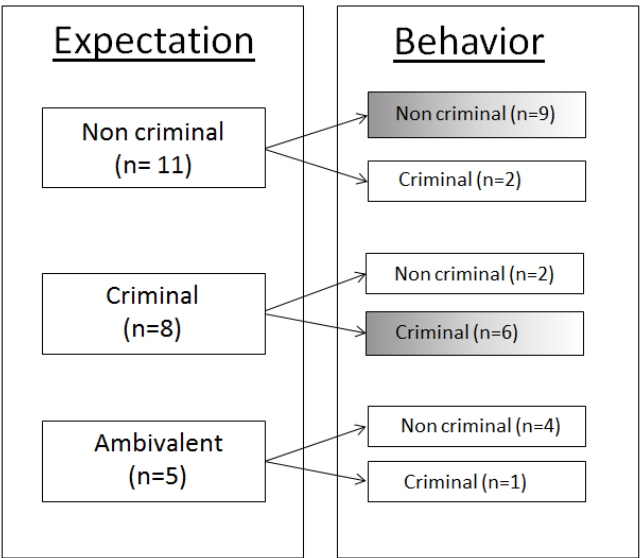 Expectation
Behavior
Non criminal
(n= 11)
Non criminal (n=9)
Criminal (n=2)
Criminal
(n=8)
Non criminal (n=2)
Criminal (n=6)
Ambivalent
(n=5)
Non criminal (n=4)
Criminal (n=1)